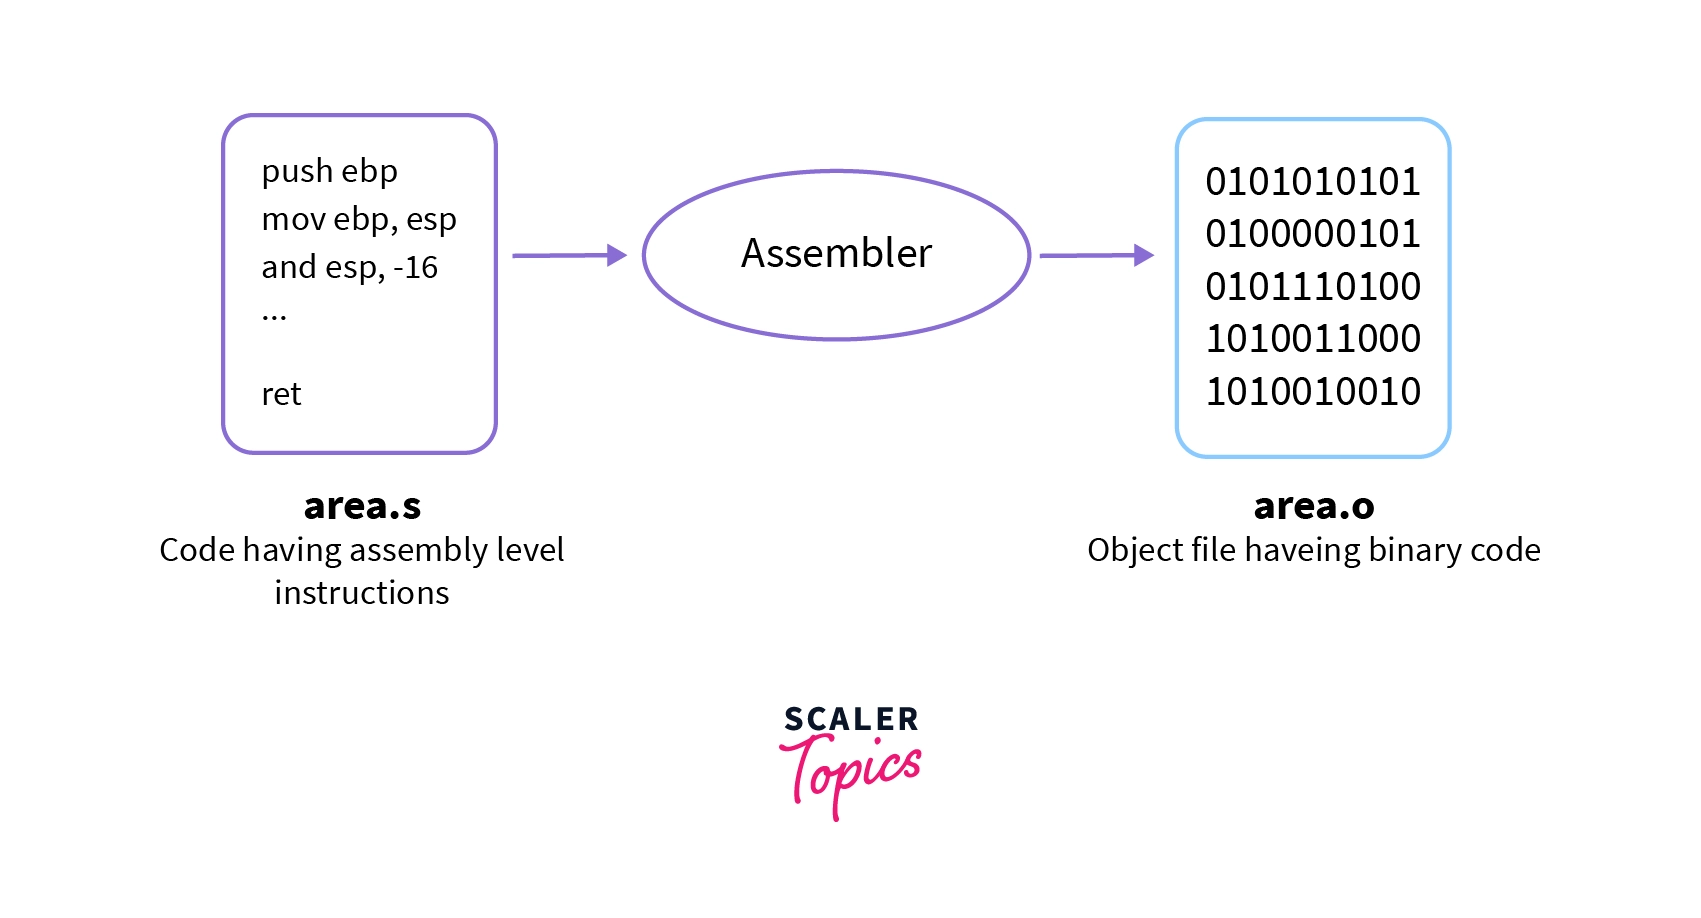 push ebp
mov ebp, esp
and esp, -16
...
ret
Assembler
0101010101
0100000101
0101110100
1010011000
1010010010
area.s
Code having assembly level
instructions
area.o
Object file haveing binary code
SCALER
Topics